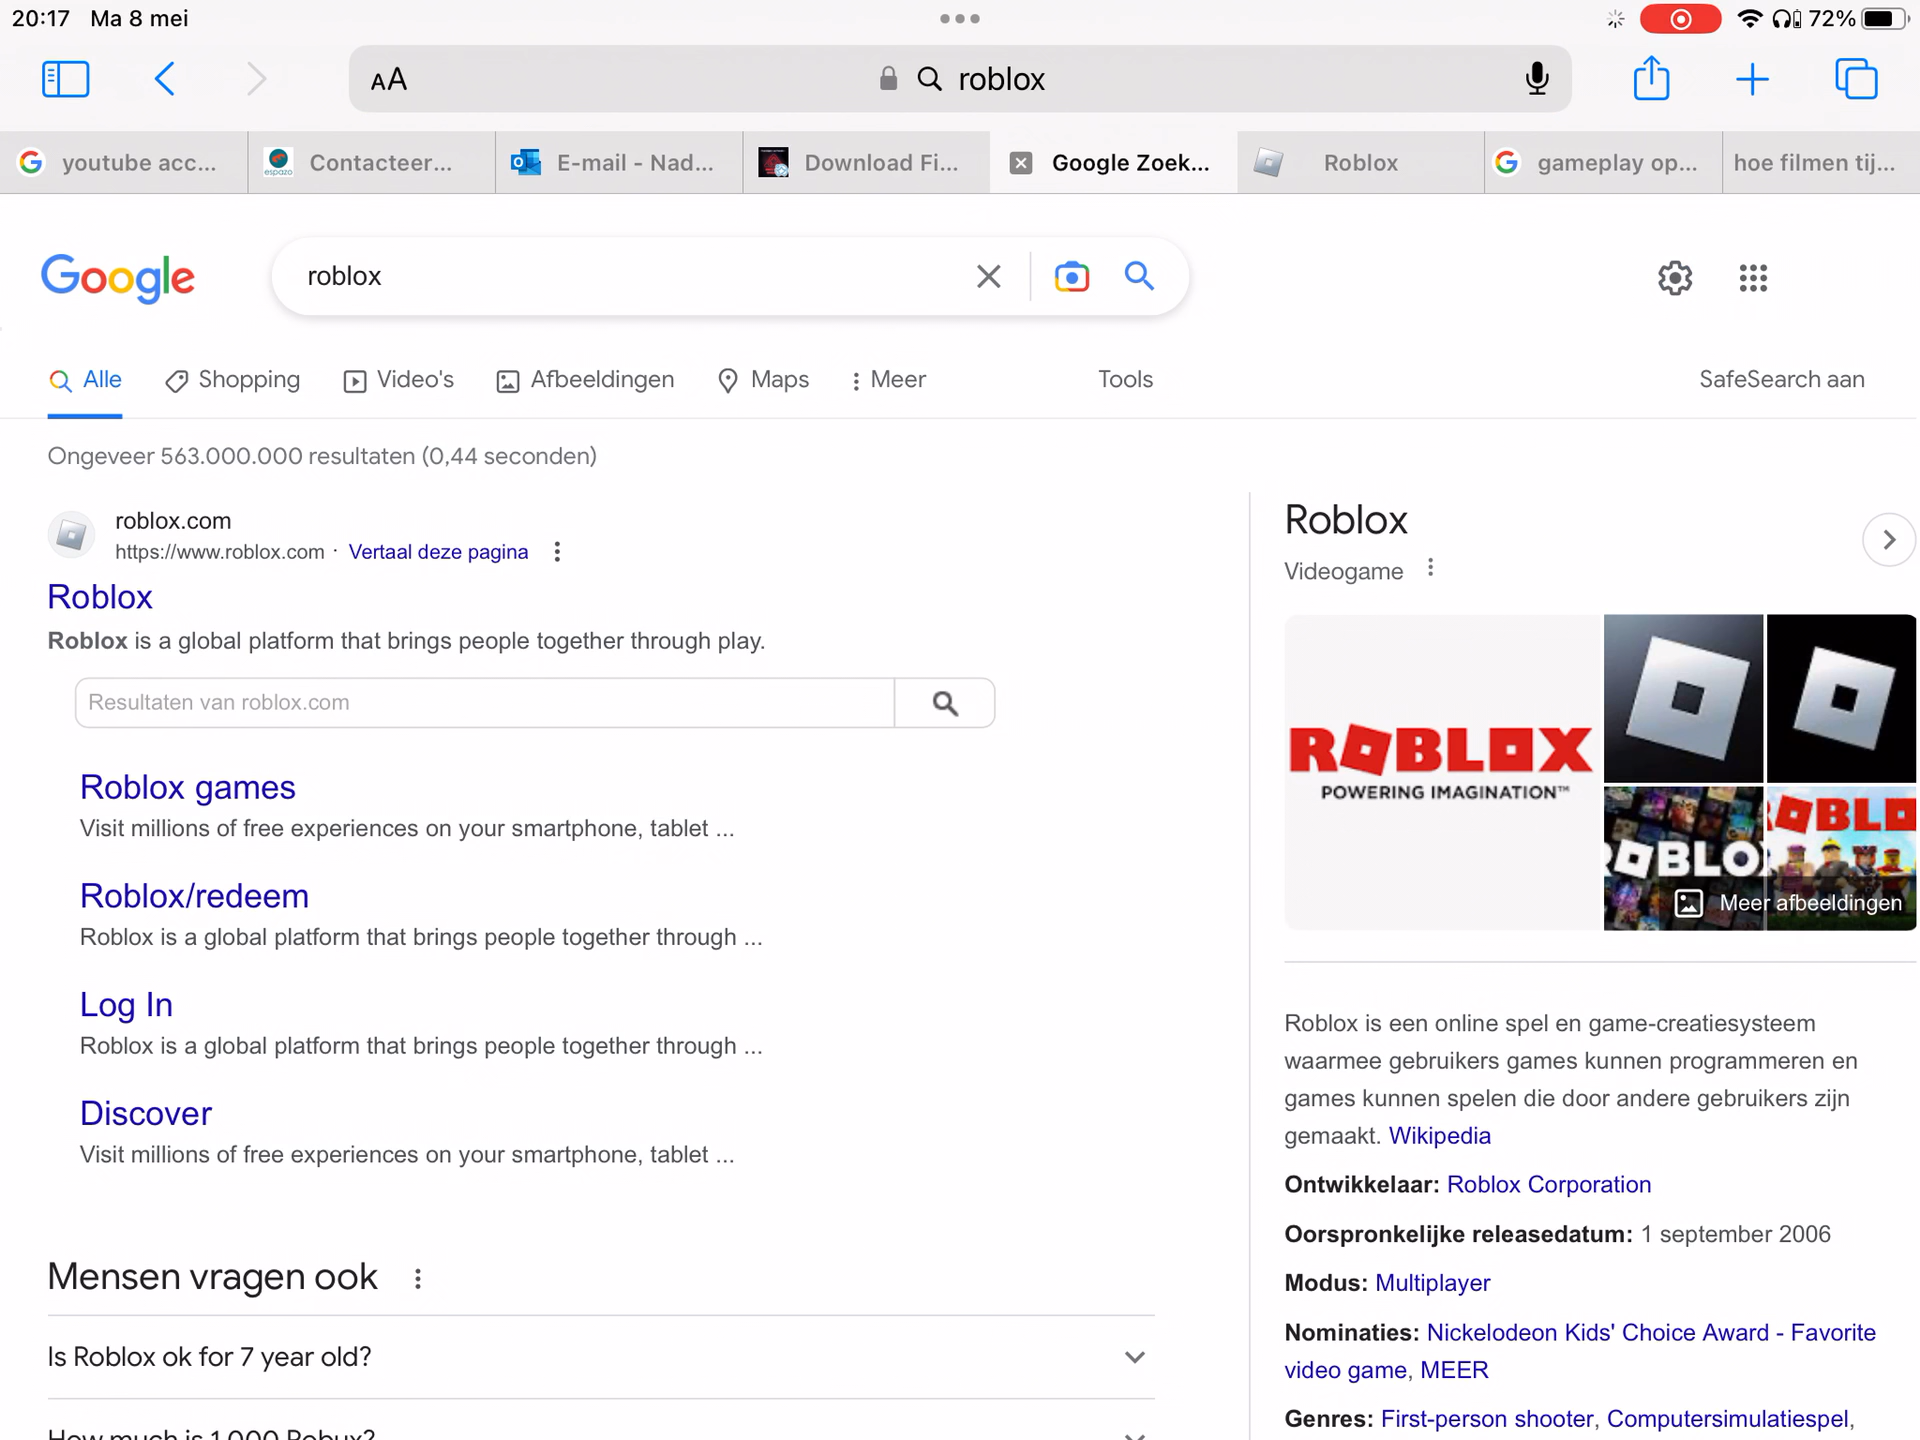 20:17 Ma 8 mei
72%
AA
roblox
youtube acc...
espazo
Contacteer...
E-mail - Nad...
Download Fi...
Google Zoek...
Roblox
gameplay op...
hoe filmen tij...
Google
roblox
Alle
Shopping
Video's
Afbeeldingen
Maps
Meer
Tools
SafeSearch aan
Ongeveer 563.000.000 resultaten (0,44 seconden)
roblox.com
https://www.roblox.com · Vertaal deze pagina
Roblox
Roblox is a global platform that brings people together through play.
Resultaten van roblox.com
Roblox games
Visit millions of free experiences on your smartphone, tablet ...
Roblox/redeem
Roblox is a global platform that brings people together through ...
Log In
Roblox is a global platform that brings people together through ...
Discover
Visit millions of free experiences on your smartphone, tablet ...
Mensen vragen ook
Is Roblox ok for 7 year old?
How much is 1,000 Robux?
Roblox
Videogame
ROBLOX
POWERING IMAGINATION™
ROBLOX
ROBLO
Meer afbeeldingen
Roblox is een online spel en game-creatiesysteem
waarmee gebruikers games kunnen programmeren en
games kunnen spelen die door andere gebruikers zijn
gemaakt. Wikipedia
Ontwikkelaar: Roblox Corporation
Oorspronkelijke releasedatum: 1 september 2006
Modus: Multiplayer
Nominaties: Nickelodeon Kids' Choice Award - Favorite
video game, MEER
Genres: First-person shooter, Computersimulatiespel,